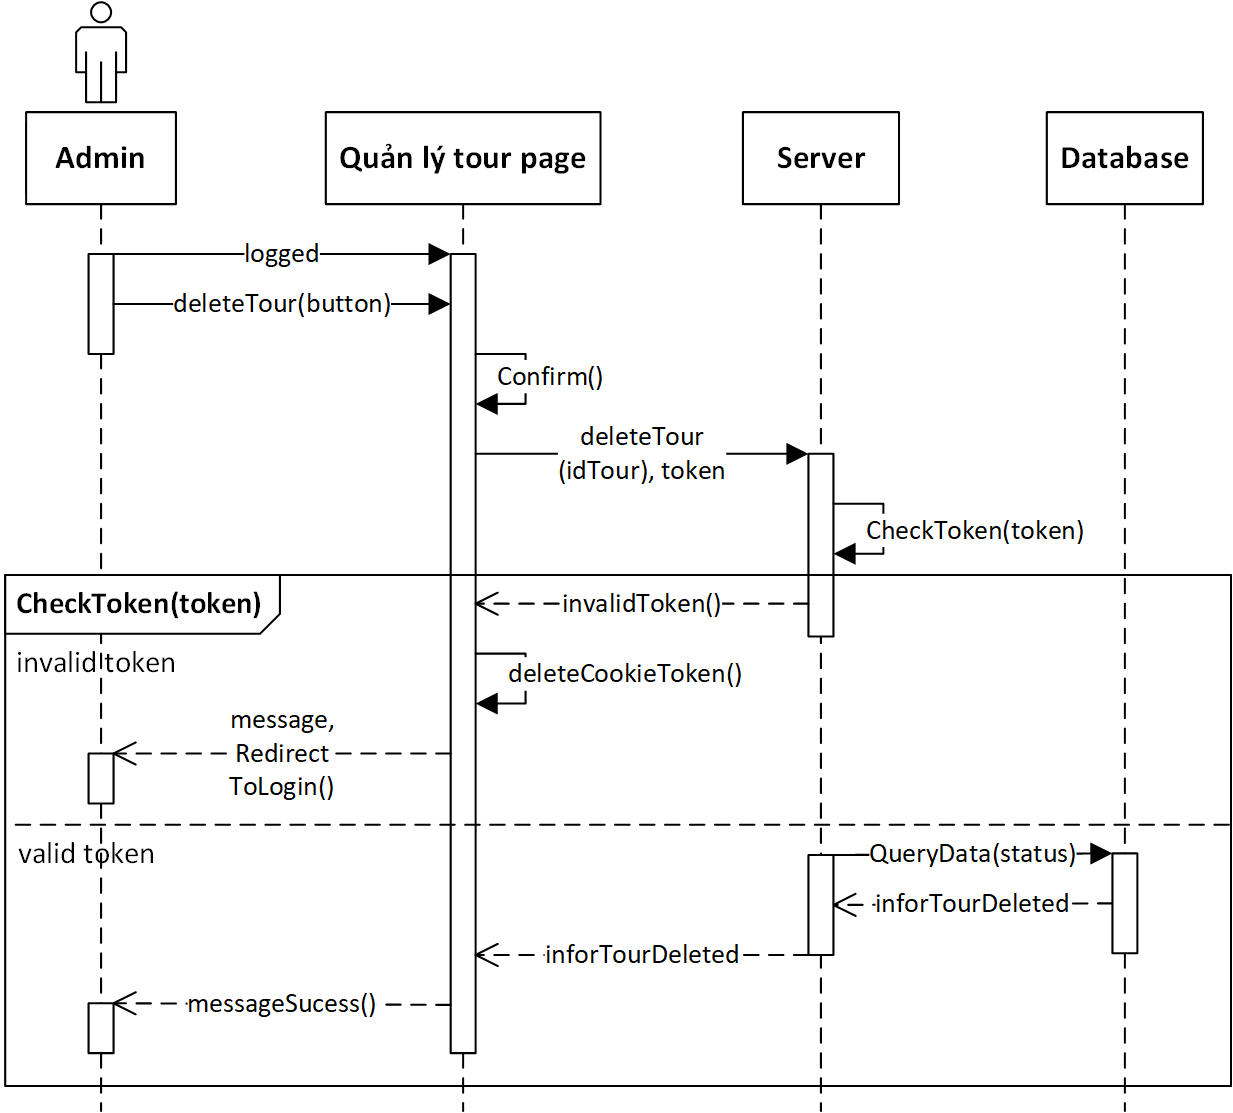 Admin
Quản lý tour page
Server
Database
logged
deleteTour(button)
Confirm()
deleteTour
(idTour), token
CheckToken(token)
CheckToken(token)
invalidToken()
invalid token
deleteCookieToken()
message,
Redirect
ToLogin()
valid token
QueryData(status)
inforTourDeleted
inforTourDeleted
messageSucess()